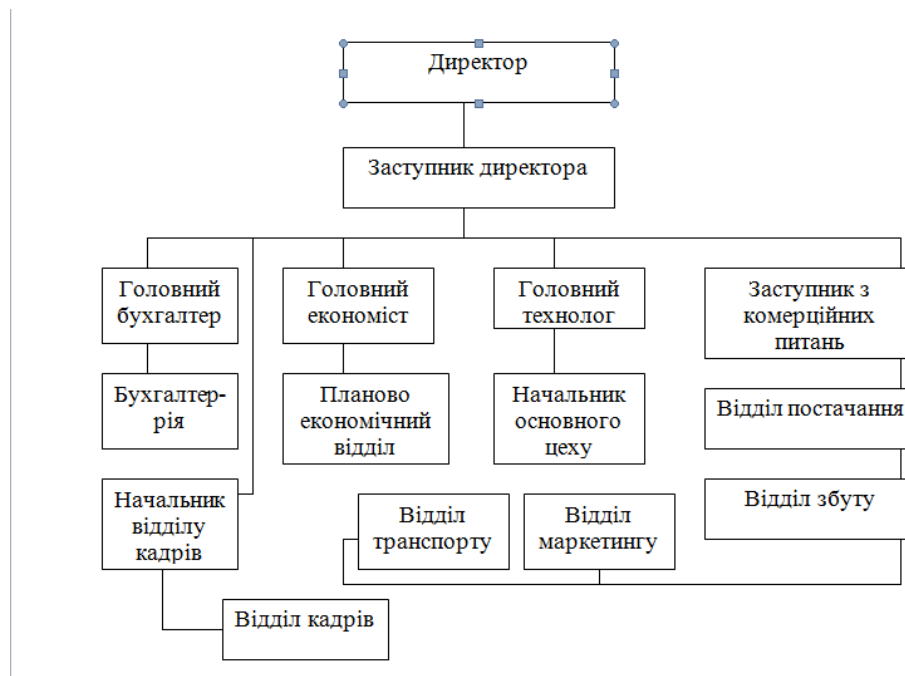 Директор
Заступник директора
Головний
бухгалтер
Головний
економіст
Головний
технолог
Заступник з
комерційних
питань
Бухгалтер-
рія
Планово
економічний
відділ
Начальник
основного
цеху
Відділ постачання
Начальник
відділу
кадрів
Відділ
транспорту
Відділ
маркетингу
Відділ збуту
Відділ кадрів